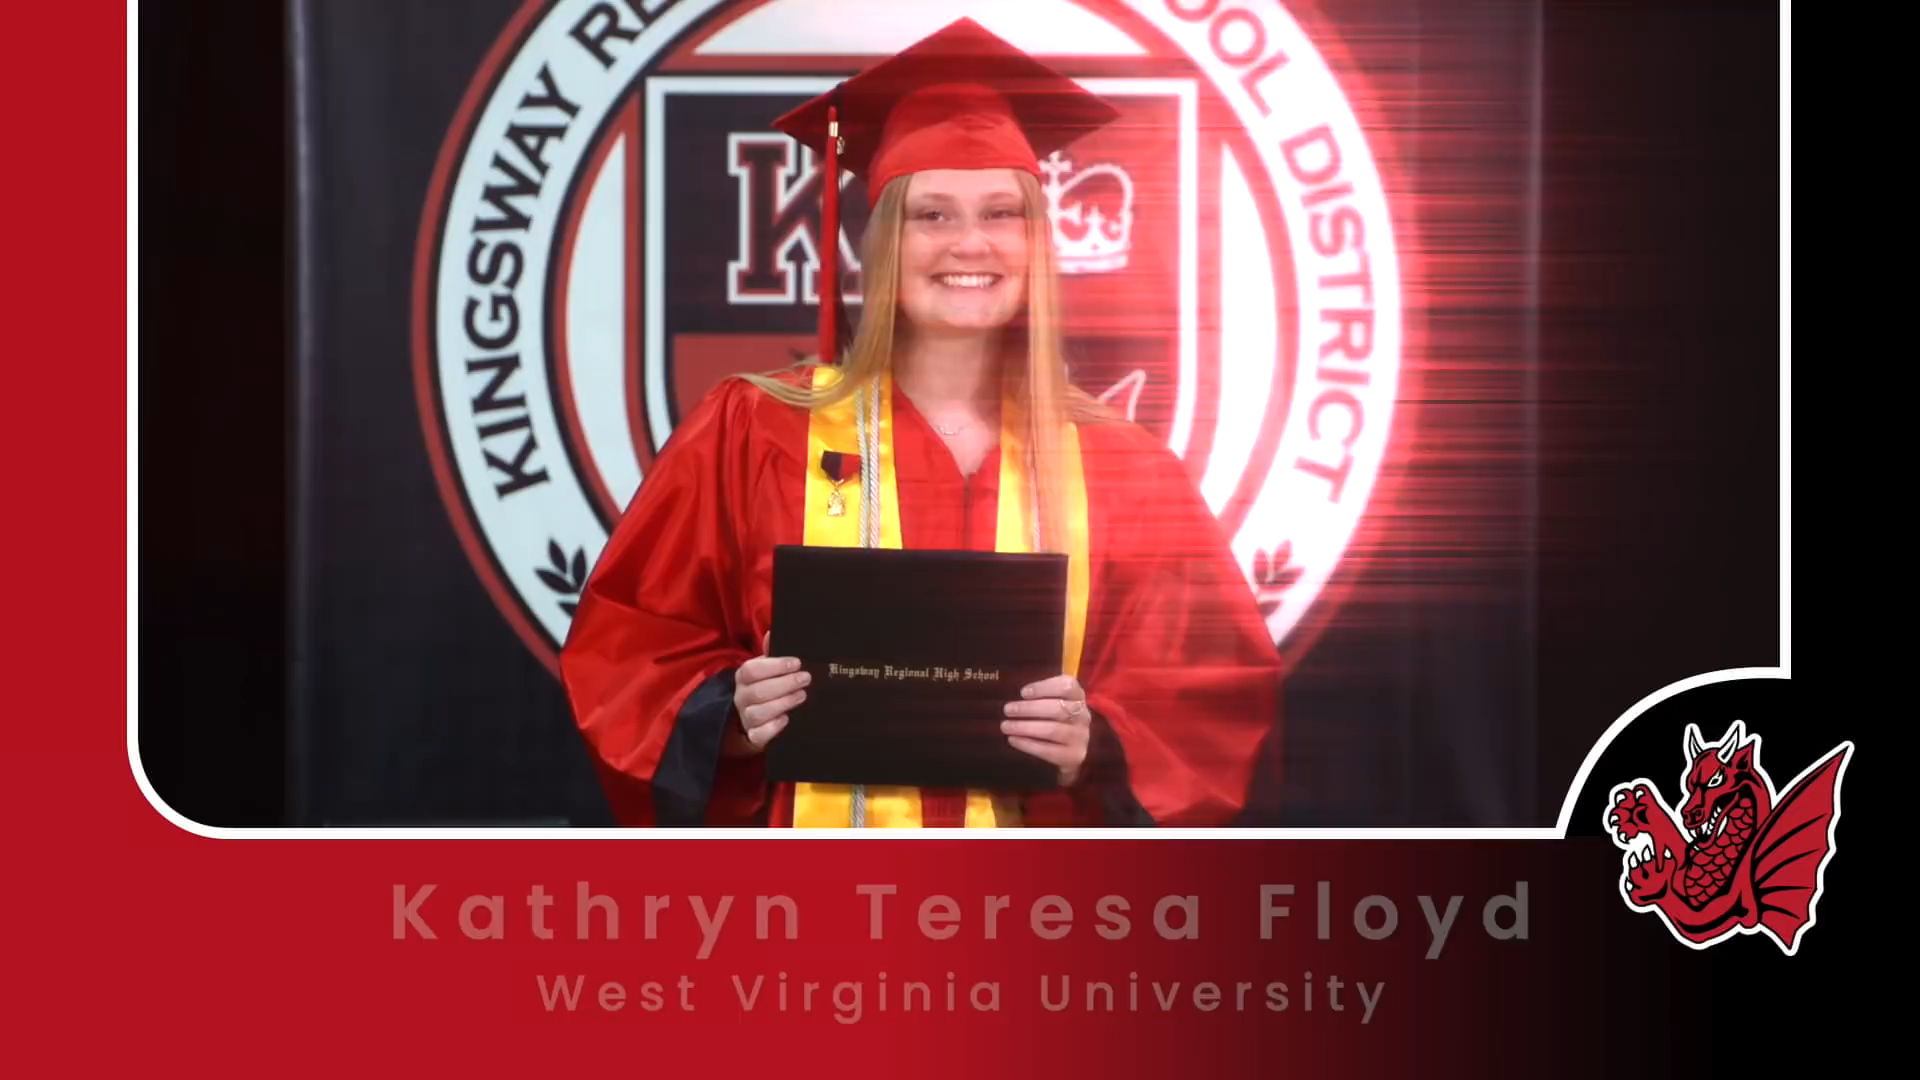 KINGSWAY RE
OOL DISTRICT
K
Kingsway Regional High School
Kathryn Teresa Floyd
West Virginia University